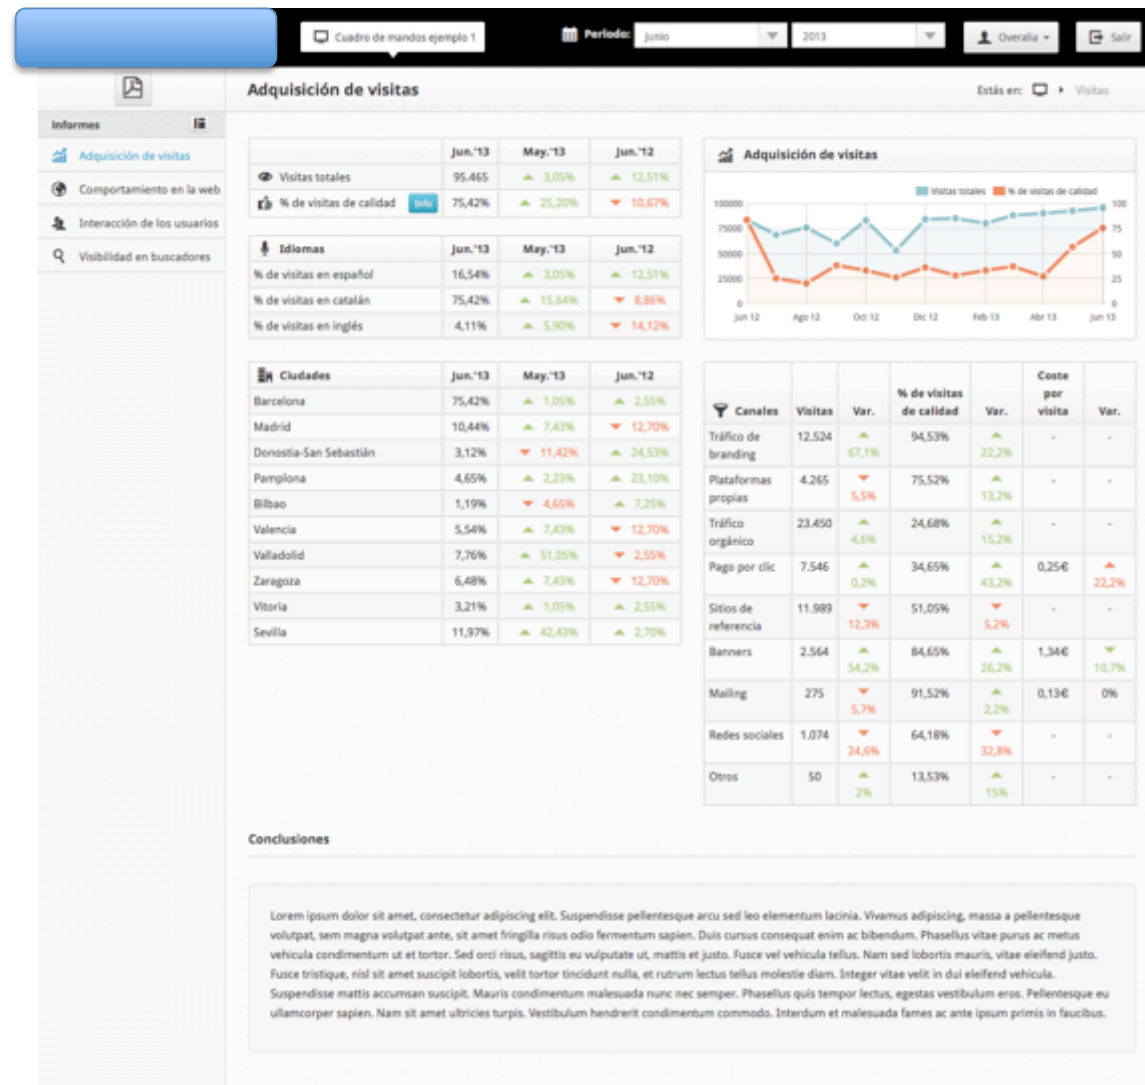 Cuadro de mandos ejemplo 1
Periodo: Junio 2013
Overalia
Salir
Adquisición de visitas
Estás en: Visitas
Informes
Adquisición de visitas
Comportamiento en la web
Interacción de los usuarios
Visibilidad en buscadores
Jun.'13 May.'13 Jun.'12
Visitas totales 95.465 3,05% 12,51%
% de visitas de calidad Info 75,42% 25,20% 10,67%
Idiomas Jun.'13 May.'13 Jun.'12
% de visitas en español 16,54% 3,05% 12,51%
% de visitas en catalán 75,42% 15,64% 8,86%
% de visitas en inglés 4,11% 5,90% 14,12%
Ciudades Jun.'13 May.'13 Jun.'12
Barcelona 75,42% 1,05% 2,55%
Madrid 10,44% 7,43% 12,70%
Donostia-San Sebastián 3,12% 11,42% 24,53%
Pamplona 4,65% 2,23% 23,10%
Bilbao 1,19% 4,65% 7,25%
Valencia 5,54% 7,43% 12,70%
Valladolid 7,76% 51,05% 2,55%
Zaragoza 6,48% 7,43% 12,70%
Vitoria 3,21% 1,05% 2,55%
Sevilla 11,97% 42,43% 2,70%
Adquisición de visitas
Visitas totales % de visitas de calidad
100000 100
75000 75
50000 50
25000 25
0 0
Jun 12 Ago 12 Oct 12 Dic 12 Feb 13 Abr 13 Jun 13
Coste
% de visitas por
Canales Visitas Var. de calidad Var. visita Var.
Tráfico de 12.524 94,53% - -
branding 67,1% 22,2%
Plataformas 4.265 75,52% - -
propias 5,5% 13,2%
Tráfico 23.450 24,68% - -
orgánico 4,6% 15,2%
Pago por clic 7.546 34,65% 0,25€
0,2% 43,2% 22,2%
Sitios de 11.989 51,05% - -
referencia 12,3% 5,2%
Banners 2.564 84,65% 1,34€
54,2% 26,2% 10,7%
Mailing 275 91,52% 0,13€ 0%
5,7% 2,2%
Redes sociales 1.074 64,18% - -
24,6% 32,8%
Otros 50 13,53% - -
2% 15%
Conclusiones
Lorem ipsum dolor sit amet, consectetur adipiscing elit. Suspendisse pellentesque arcu sed leo elementum lacinia. Vivamus adipiscing, massa a pellentesque
volutpat, sem magna volutpat ante, sit amet fringilla risus odio fermentum sapien. Duis cursus consequat enim ac bibendum. Phasellus vitae purus ac metus
vehicula condimentum ut et tortor. Sed orci risus, sagittis eu vulputate ut, mattis et justo. Fusce vel vehicula tellus. Nam sed lobortis mauris, vitae eleifend justo.
Fusce tristique, nisl sit amet suscipit lobortis, velit tortor tincidunt nulla, et rutrum lectus tellus molestie diam. Integer vitae velit in dui eleifend vehicula.
Suspendisse mattis accumsan suscipit. Mauris condimentum malesuada nunc nec semper. Phasellus quis tempor lectus, egestas vestibulum eros. Pellentesque eu
ullamcorper sapien. Nam sit amet ultricies turpis. Vestibulum hendrerit condimentum commodo. Interdum et malesuada fames ac ante ipsum primis in faucibus.